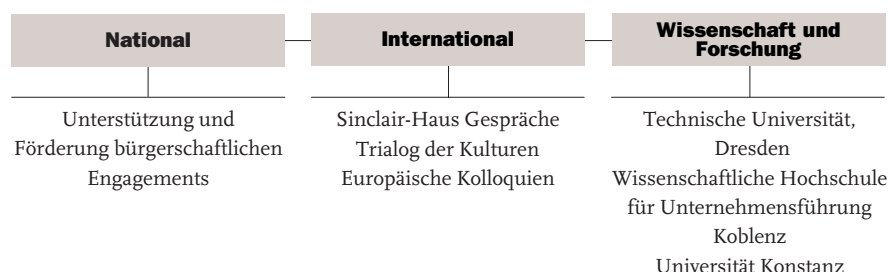 National
Unterstützung und
Förderung bürgerschaftlichen
Engagements
International
Sinclair-Haus Gespräche
Trialog der Kulturen
Europäische Kolloquien
Wissenschaft und
Forschung
Technische Universität,
Dresden
Wissenschaftliche Hochschule
für Unternehmensführung
Koblenz
Universität Konstanz